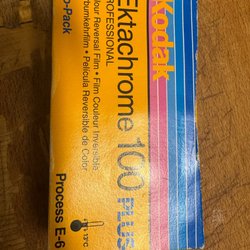 Kodak
Ektachrome 100 PLUS
PROFESSIONAL
Colour Reversal Film • Film Couleur Inversible
• Película Reversible de Color
Process E-6